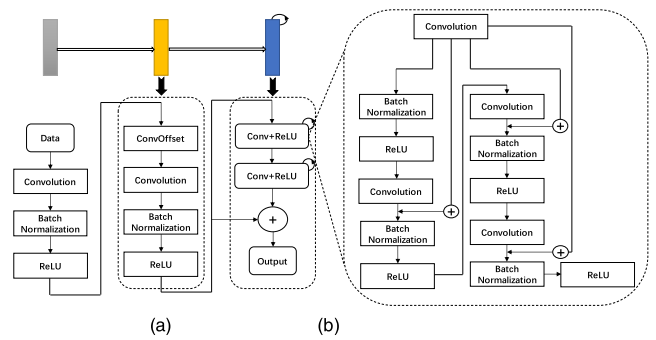 Data
Convolution
Batch
Normalization
ReLU
ConvOffset
Convolution
Batch
Normalization
ReLU
Conv+ReLU
Conv+ReLU
+
Output
Convolution
Batch
Normalization
ReLU
Convolution
+
Batch
Normalization
ReLU
Convolution
+
Batch
Normalization
ReLU
Convolution
+
Batch
Normalization
ReLU
(a)
(b)